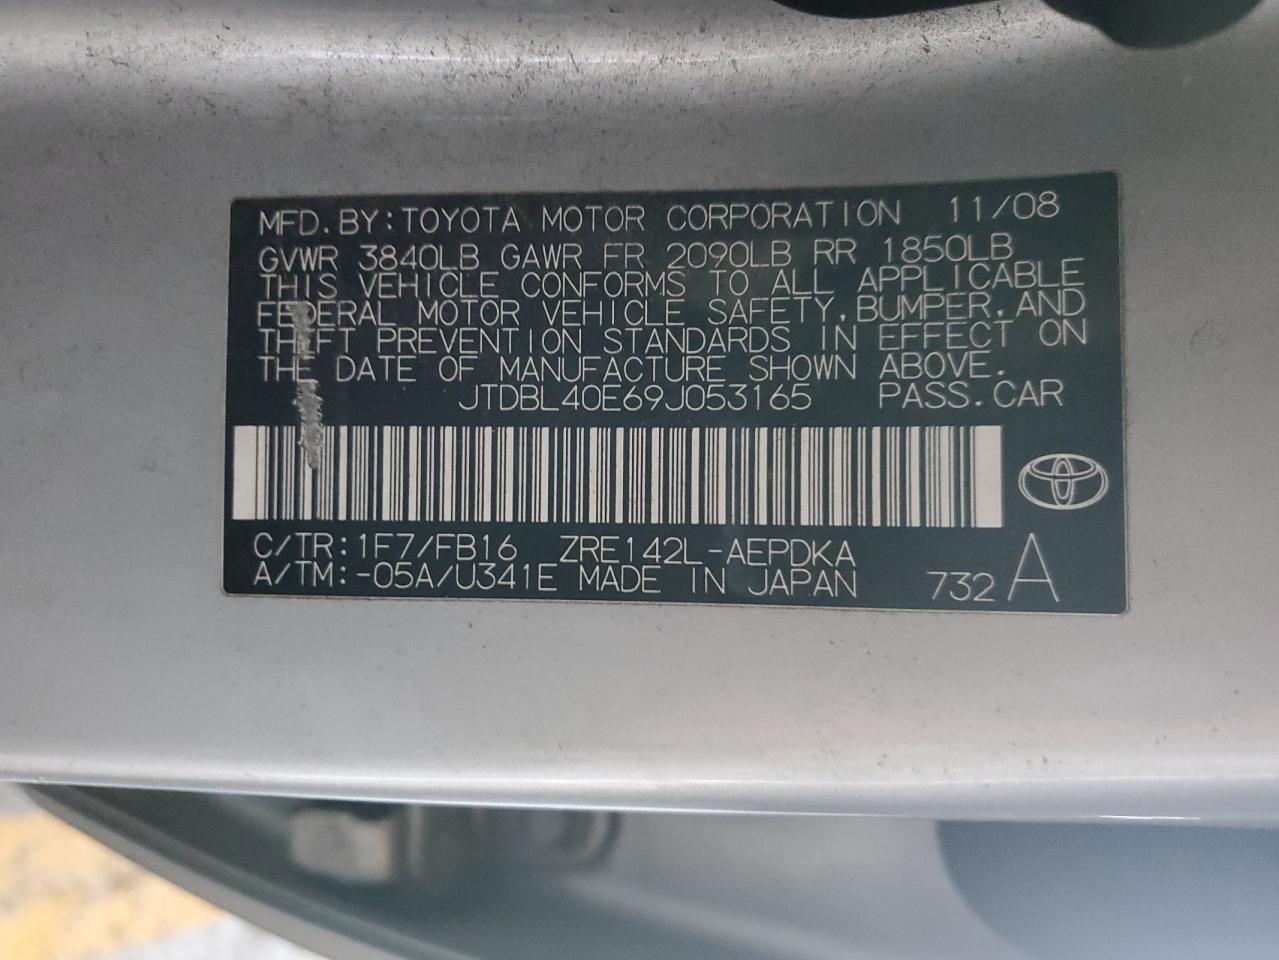 MFD. BY: TOYOTA MOTOR CORPORATION 11/08
GVWR 3840LB GAWR FR 2090LB RR 1850LB
THIS VEHICLE CONFORMS TO ALL APPLICABLE
FEDERAL MOTOR VEHICLE SAFETY, BUMPER, AND
THEFT PREVENTION STANDARDS IN EFFECT ON
THE DATE OF MANUFACTURE SHOWN ABOVE.
JTDBL40E69J053165 PASS. CAR
C/TR: 1F7/FB16 ZRE142L-AEPDKA
A/TM: -05A/U341E MADE IN JAPAN 732 A